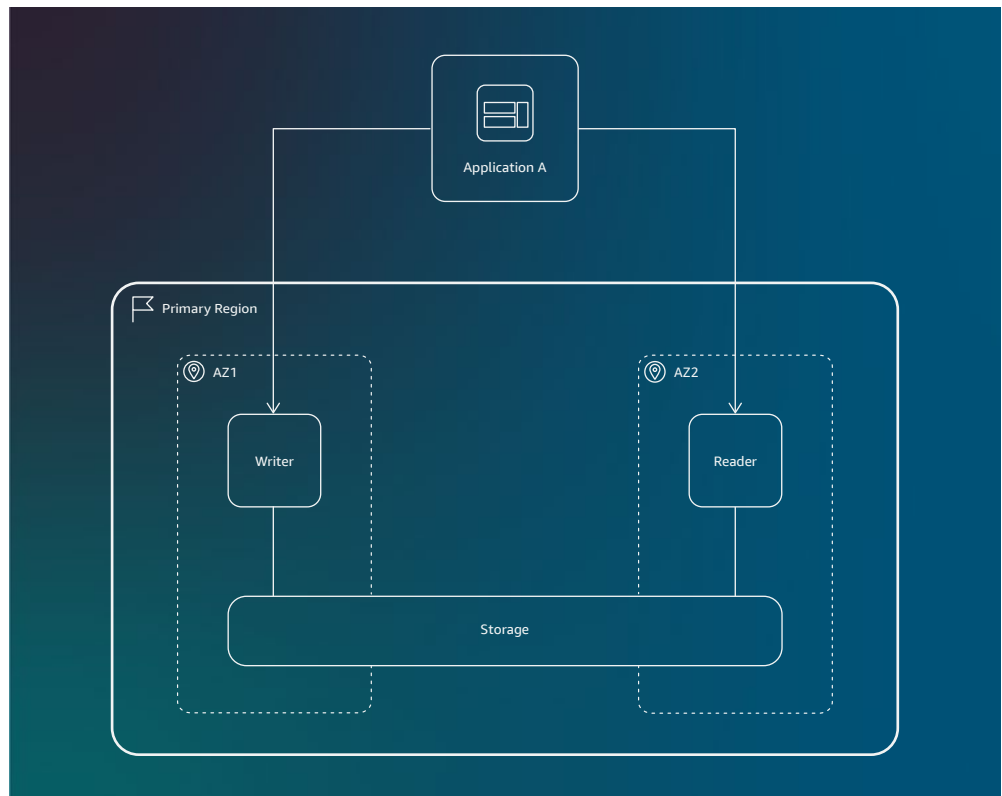 Application A
Primary Region
AZ1
AZ2
Writer
Reader
Storage